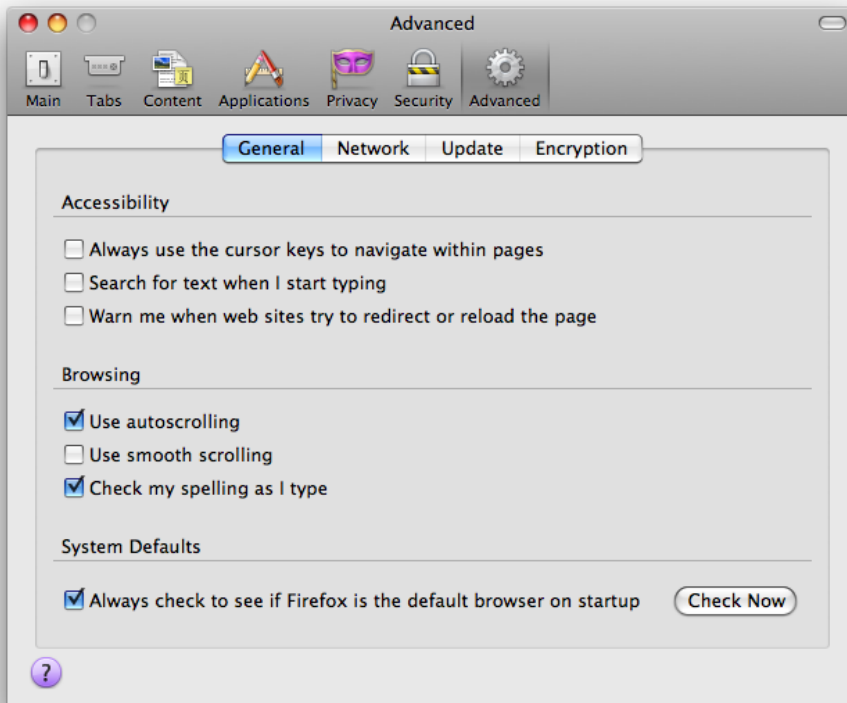 Advanced
Main Tabs Content Applications Privacy Security Advanced
General Network Update Encryption
Accessibility
Always use the cursor keys to navigate within pages
Search for text when I start typing
Warn me when web sites try to redirect or reload the page
Browsing
Use autoscrolling
Use smooth scrolling
Check my spelling as I type
System Defaults
Always check to see if Firefox is the default browser on startup Check Now
?